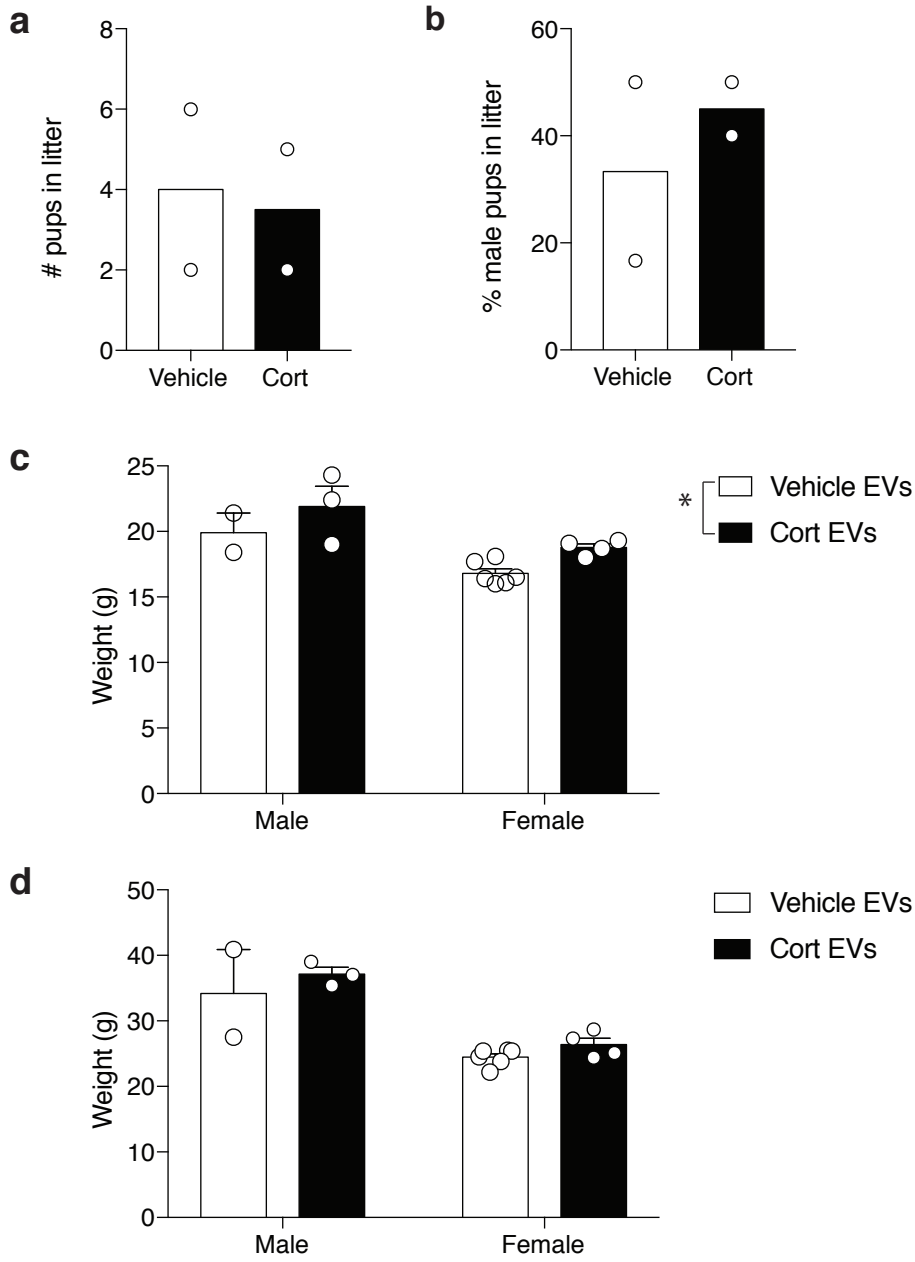 a
# pups in litter
8
6
4
2
0
Vehicle
Cort
b
% male pups in litter
60
40
20
0
Vehicle
Cort
c
Weight (g)
25
20
15
10
5
0
Male
Female
*
Vehicle EVs
Cort EVs
d
Weight (g)
50
40
30
20
10
0
Male
Female
Vehicle EVs
Cort EVs